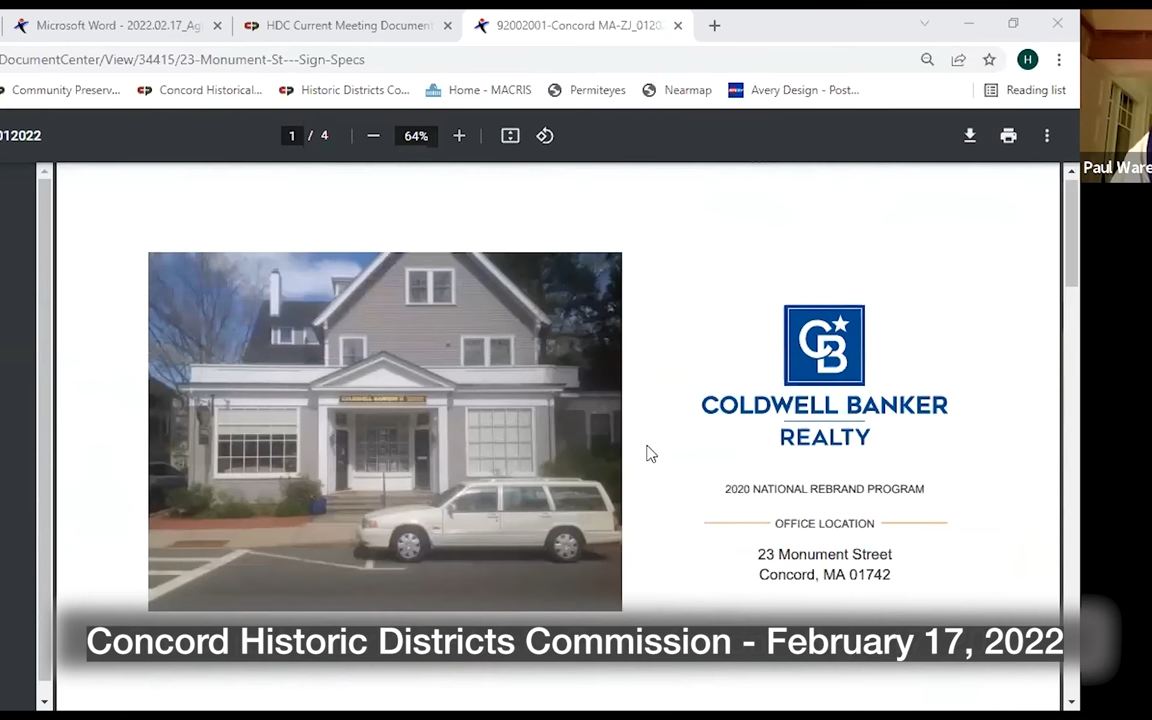 Microsoft Word - 2022.02.17_Ag
HDC Current Meeting Document
92002001-Concord MA-ZJ_0120
DocumentCenter/View/34415/23-Monument-St---Sign-Specs
H
Community Preserv...
Concord Historical...
Historic Districts Co...
Home - MACRIS
Permiteyes
Nearmap
Avery Design - Post...
Reading list
012022
1 / 4
64%
Paul Ware
CB
COLDWELL BANKER
REALTY
COLDWELL BANKER
2020 NATIONAL REBRAND PROGRAM
OFFICE LOCATION
23 Monument Street
Concord, MA 01742
Concord Historic Districts Commission - February 17, 2022